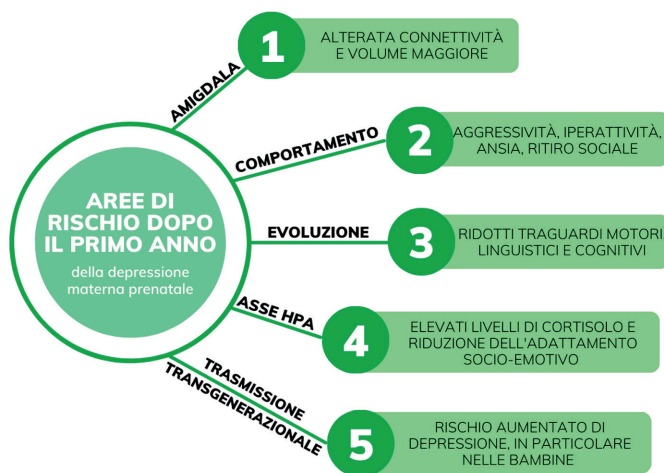 AREE DI
RISCHIO DOPO
IL PRIMO ANNO
della depressione
materna prenatale
AMIGDALA
1
ALTERATA CONNETTIVITÀ
E VOLUME MAGGIORE
COMPORTAMENTO
2
AGGRESSIVITÀ, IPERATTIVITÀ,
ANSIA, RITIRO SOCIALE
EVOLUZIONE
3
RIDOTTI TRAGUARDI MOTORI
LINGUISTICI E COGNITIVI
ASSE HPA
4
ELEVATI LIVELLI DI CORTISOLO E
RIDUZIONE DELL'ADATTAMENTO
SOCIO-EMOTIVO
TRASMISSIONE
TRANSGENERAZIONALE
5
RISCHIO AUMENTATO DI
DEPRESSIONE, IN PARTICOLARE
NELLE BAMBINE